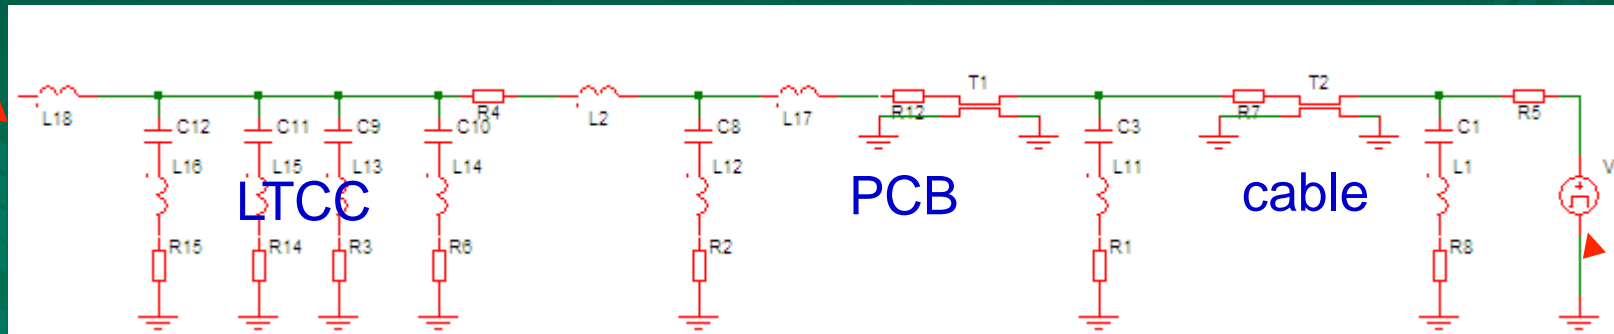 T1 T2
L18 R4 L2 L17 R12 R7 R5
C12 C11 C9 C10 C8 C3 C1
L16 L15 L13 L14 L12 L11 L1 V
LTCC PCB cable
R15 R14 R3 R6 R2 R1 R8